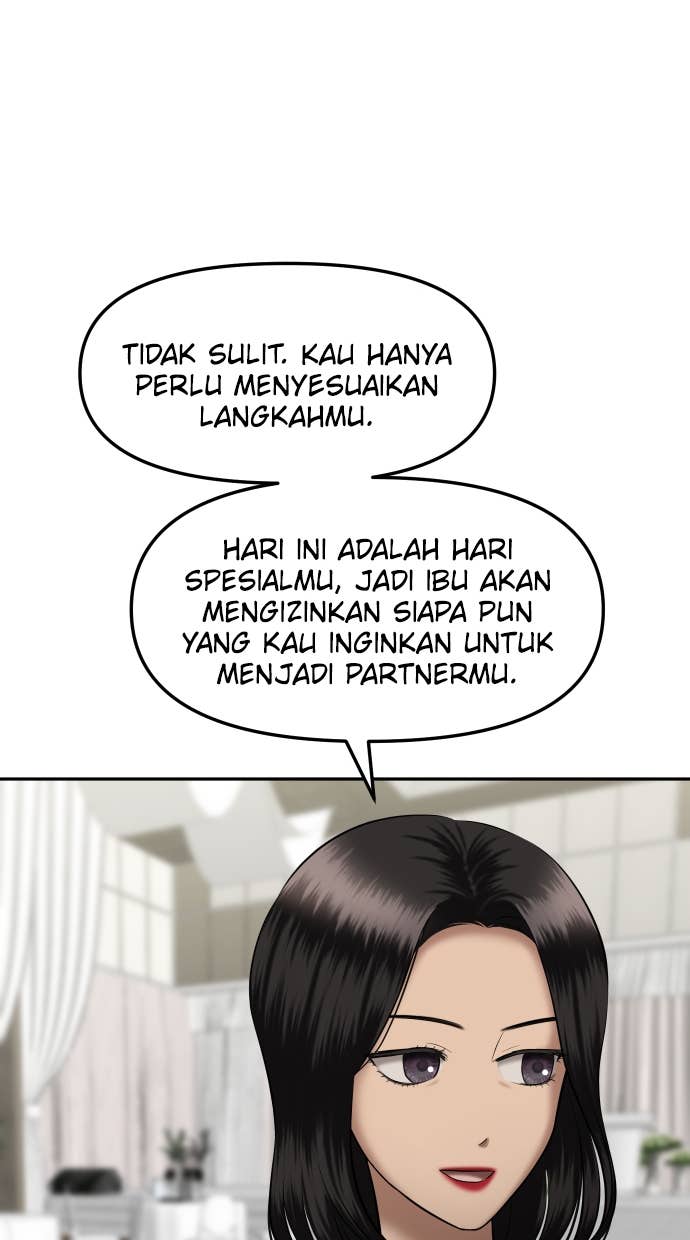 TIDAK SULIT. KAU HANYA
PERLU MENYESUAIKAN
LANGKAHMU.
HARI INI ADALAH HARI
SPESIALMU, JADI IBU AKAN
MENGIZINKAN SIAPA PUN
YANG KAU INGINKAN UNTUK
MENJADI PARTNERMU.